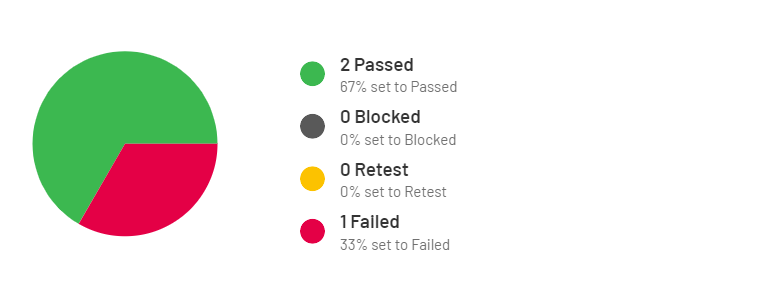 2 Passed
67% set to Passed
0 Blocked
0% set to Blocked
0 Retest
0% set to Retest
1 Failed
33% set to Failed